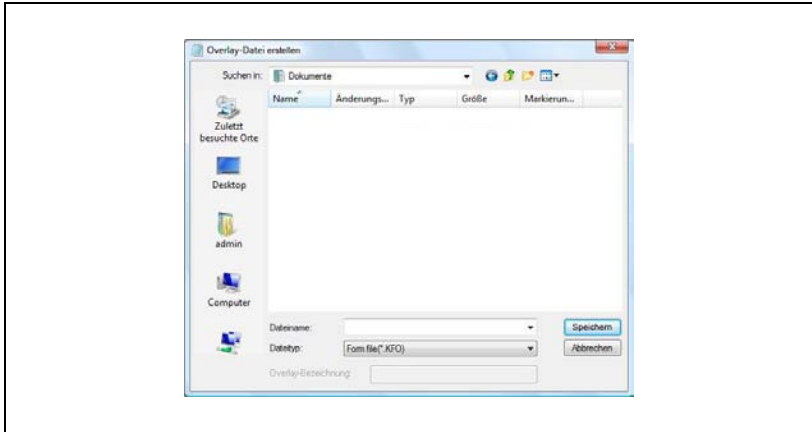 Overlay-Datei erstellen
Suchen in: Dokumente
Name Änderungs... Typ Größe Markierun...
Zuletzt
besuchte Orte
Desktop
admin
Computer
Dateiname: Speichern
Dateityp: Form file(*.KFO) Abbrechen
Overlay-Bezeichnung: